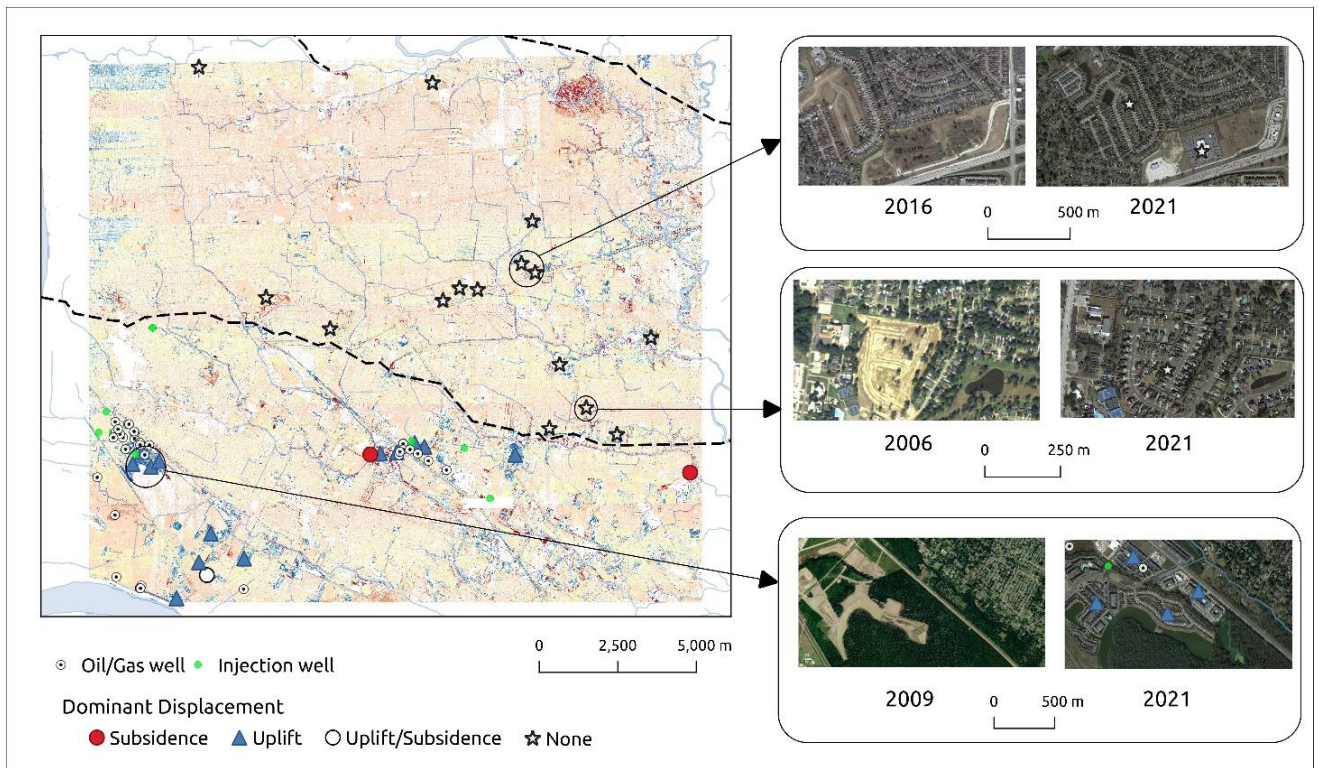 2016 0 500 m 2021
2006 0 250 m 2021
2009 0 500 m 2021
0 2,500 5,000 m
Oil/Gas well Injection well
Dominant Displacement
Subsidence Uplift Uplift/Subsidence None